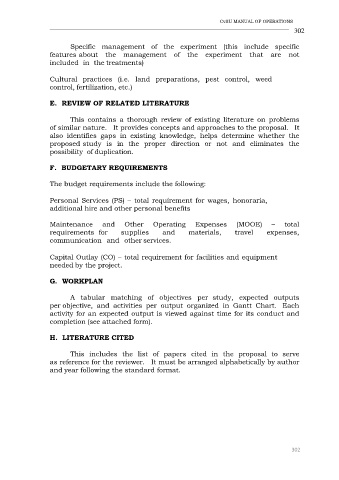 CvSU MANUAL OF OPERATIONS
302
Specific management of the experiment (this include specific
features about the management of the experiment that are not
included in the treatments)
Cultural practices (i.e. land preparations, pest control, weed
control, fertilization, etc.)
E. REVIEW OF RELATED LITERATURE
This contains a thorough review of existing literature on problems
of similar nature. It provides concepts and approaches to the proposal. It
also identifies gaps in existing knowledge, helps determine whether the
proposed study is in the proper direction or not and eliminates the
possibility of duplication.
F. BUDGETARY REQUIREMENTS
The budget requirements include the following:
Personal Services (PS) – total requirement for wages, honoraria,
additional hire and other personal benefits
Maintenance and Other Operating Expenses (MOOE) – total
requirements for supplies and materials, travel expenses,
communication and other services.
Capital Outlay (CO) – total requirement for facilities and equipment
needed by the project.
G. WORKPLAN
A tabular matching of objectives per study, expected outputs
per objective, and activities per output organized in Gantt Chart. Each
activity for an expected output is viewed against time for its conduct and
completion (see attached form).
H. LITERATURE CITED
This includes the list of papers cited in the proposal to serve
as reference for the reviewer. It must be arranged alphabetically by author
and year following the standard format.
302